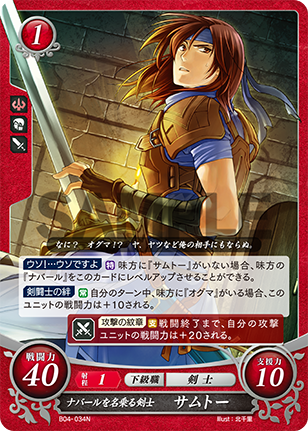 1
SAMPLE
なに?オグマ!?ヤ、ヤツなど俺の相手にもならぬ。
ウソ!…ウソですよ 特 味方に『サムトー』がいない場合、味方の
『ナバール』をこのカードにレベルアップさせることができる。
剣闘士の絆 常 自分のターン中、味方に『オグマ』がいる場合、この
ユニットの戦闘力は+10される。
攻撃の紋章 支 戦闘終了まで、自分の攻撃
ユニットの戦闘力は+20される。
戦闘力 40
射程 1 下級職 剣士
支援力 10
ナバールを名乗る剣士 サムトー
B04-034N
Illust:北千里